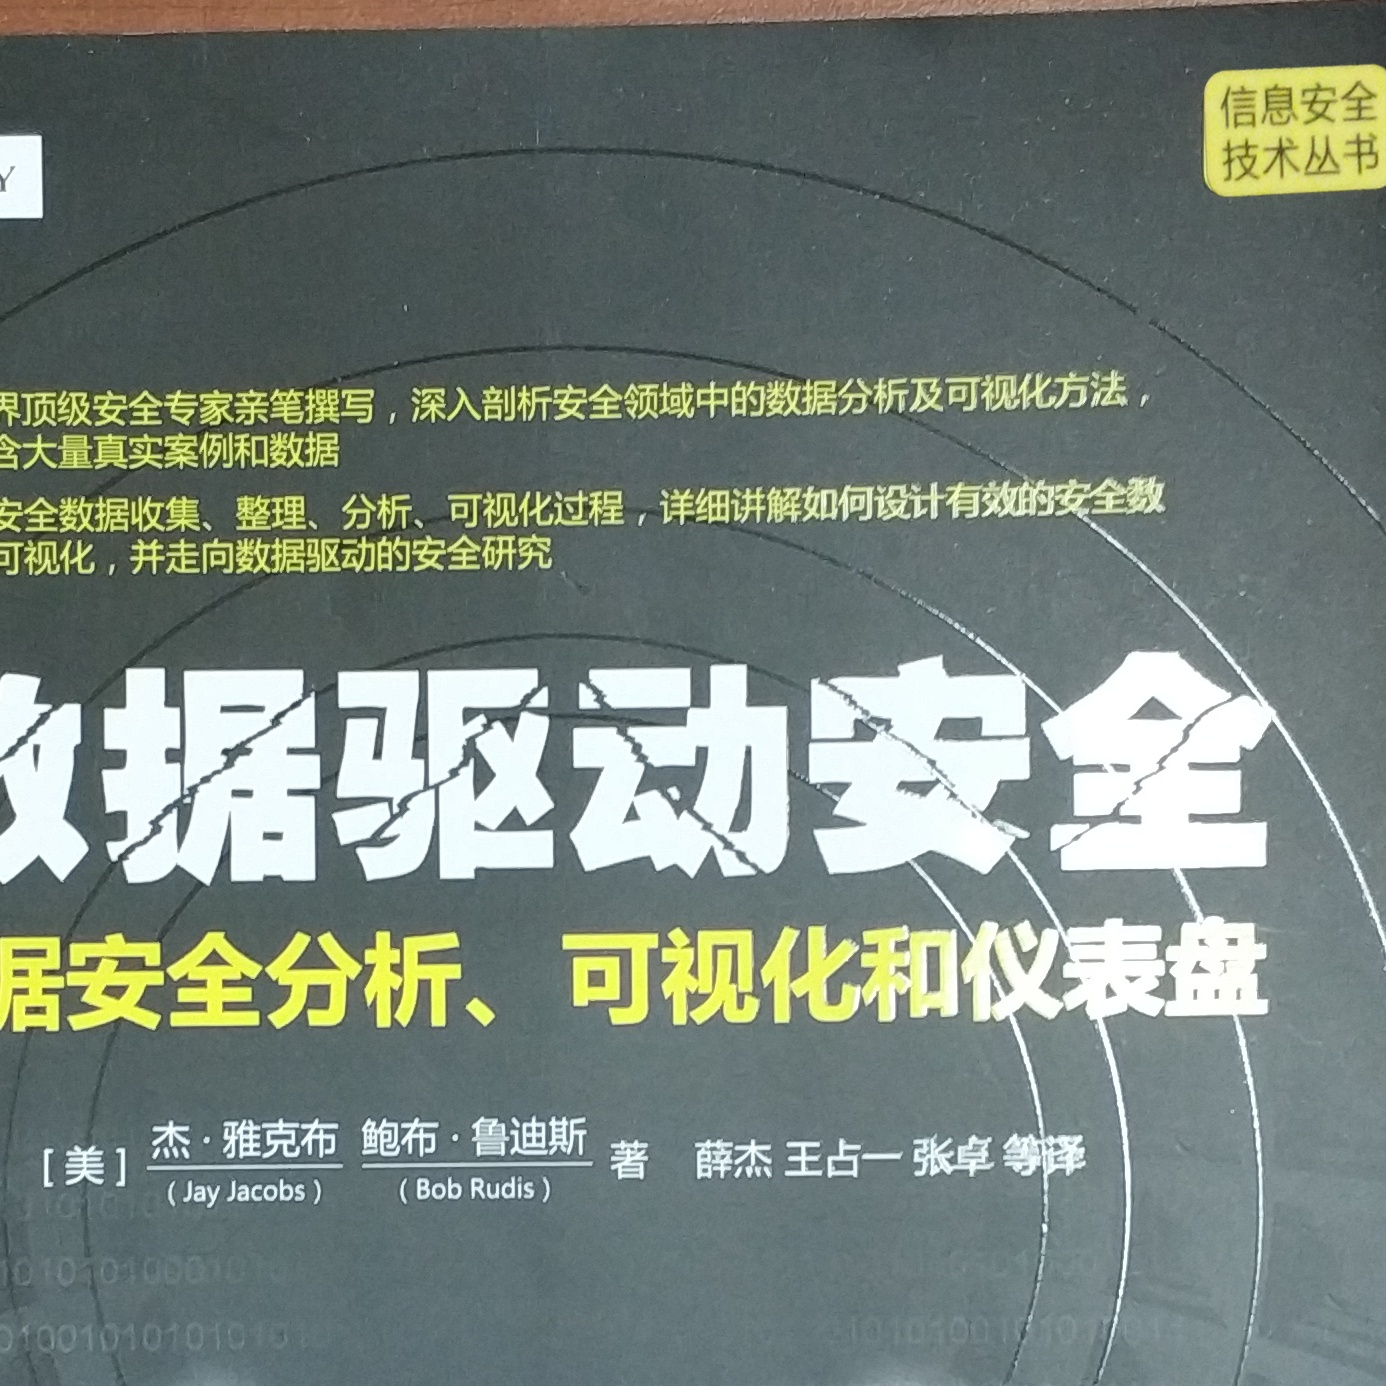 信息安全
技术丛书
Y
界顶级安全专家亲笔撰写，深入剖析安全领域中的数据分析及可视化方法，
含大量真实案例和数据
安全数据收集、整理、分析、可视化过程，详细讲解如何设计有效的安全数
可视化，并走向数据驱动的安全研究
数据驱动安全
据安全分析、可视化和仪表盘
[美] 杰·雅克布 鲍布·鲁迪斯 著 薛杰 王占一 张卓 等译
(Jay Jacobs) (Bob Rudis)